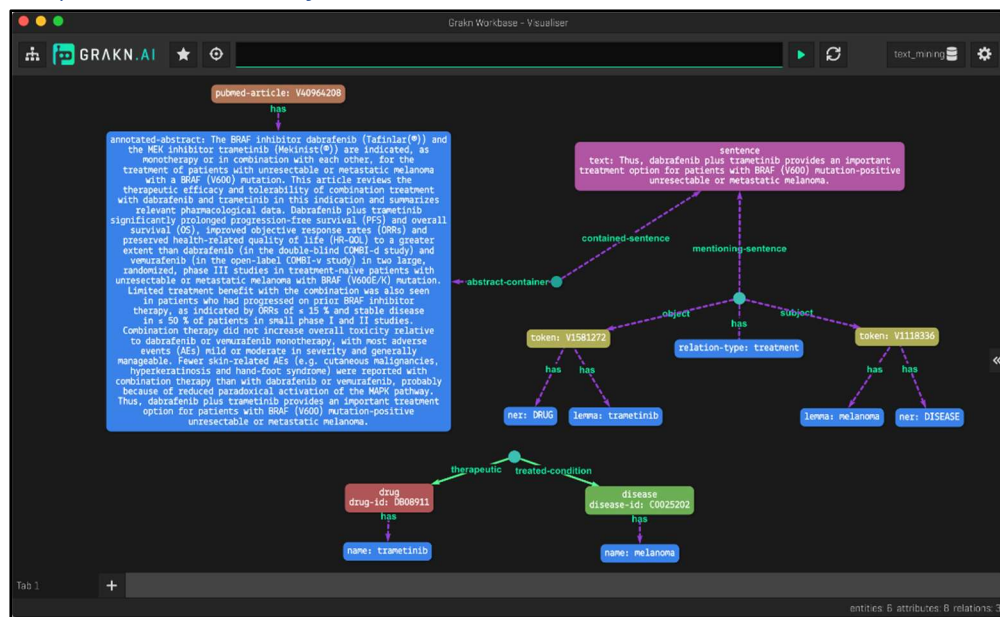 Grakn Workbase - Visualiser
GRAKN.AI
text_mining
pubmed-article: V40964208
has
annotated-abstract: The BRAF inhibitor dabrafenib (Tafinlar(®)) and
the MEK inhibitor trametinib (Mekinist(®)) are indicated, as
monotherapy or in combination with each other, for the
treatment of patients with unresectable or metastatic melanoma
with a BRAF (V600) mutation. This article reviews the
therapeutic efficacy and tolerability of combination treatment
with dabrafenib and trametinib in this indication and summarizes
relevant pharmacological data. Dabrafenib plus trametinib
significantly prolonged progression-free survival (PFS) and overall
survival (OS), improved objective response rates (ORRs) and
preserved health-related quality of life (HR-QOL) to a greater
extent than dabrafenib (in the double-blind COMBI-d study) and
vemurafenib (in the open-label COMBI-v study) in two large,
randomized, phase III studies in treatment-naïve patients with
unresectable or metastatic melanoma with BRAF (V600E/K) mutation.
Limited treatment benefit with the combination was also seen
in patients who had progressed on prior BRAF inhibitor
therapy, as indicated by ORRs of ≤ 15 % and stable disease
in ≤ 50 % of patients in small phase I and II studies.
Combination therapy did not increase overall toxicity relative
to dabrafenib or vemurafenib monotherapy, with most adverse
events (AEs) mild or moderate in severity and generally
manageable. Fewer skin-related AEs (e.g. cutaneous malignancies,
hyperkeratinosis and hand-foot syndrome) were reported with
combination therapy than with dabrafenib or vemurafenib, probably
because of reduced paradoxical activation of the MAPK pathway.
Thus, dabrafenib plus trametinib provides an important treatment
option for patients with BRAF (V600) mutation-positive
unresectable or metastatic melanoma.
sentence
text: Thus, dabrafenib plus trametinib provides an important
treatment option for patients with BRAF (V600) mutation-positive
unresectable or metastatic melanoma.
contained-sentence
mentioning-sentence
abstract-container
object
has
subject
token: V1581272
relation-type: treatment
token: V1118336
has
has
has
has
ner: DRUG
lemma: trametinib
lemma: melanoma
ner: DISEASE
therapeutic
treated-condition
drug
drug-id: DB08911
disease
disease-id: C0025202
has
has
name: trametinib
name: melanoma
Tab 1
+
entities: 6 attributes: 8 relations: 3